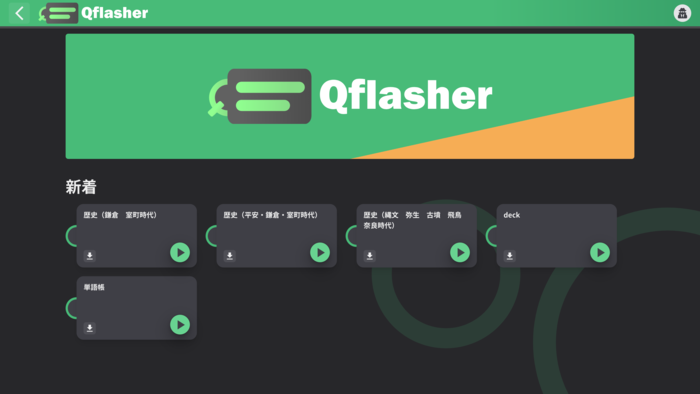 Qflasher
Qflasher
新着
歴史（鎌倉　室町時代）
歴史（平安・鎌倉・室町時代）
歴史（縄文　弥生　古墳　飛鳥
奈良時代）
deck
単語帳